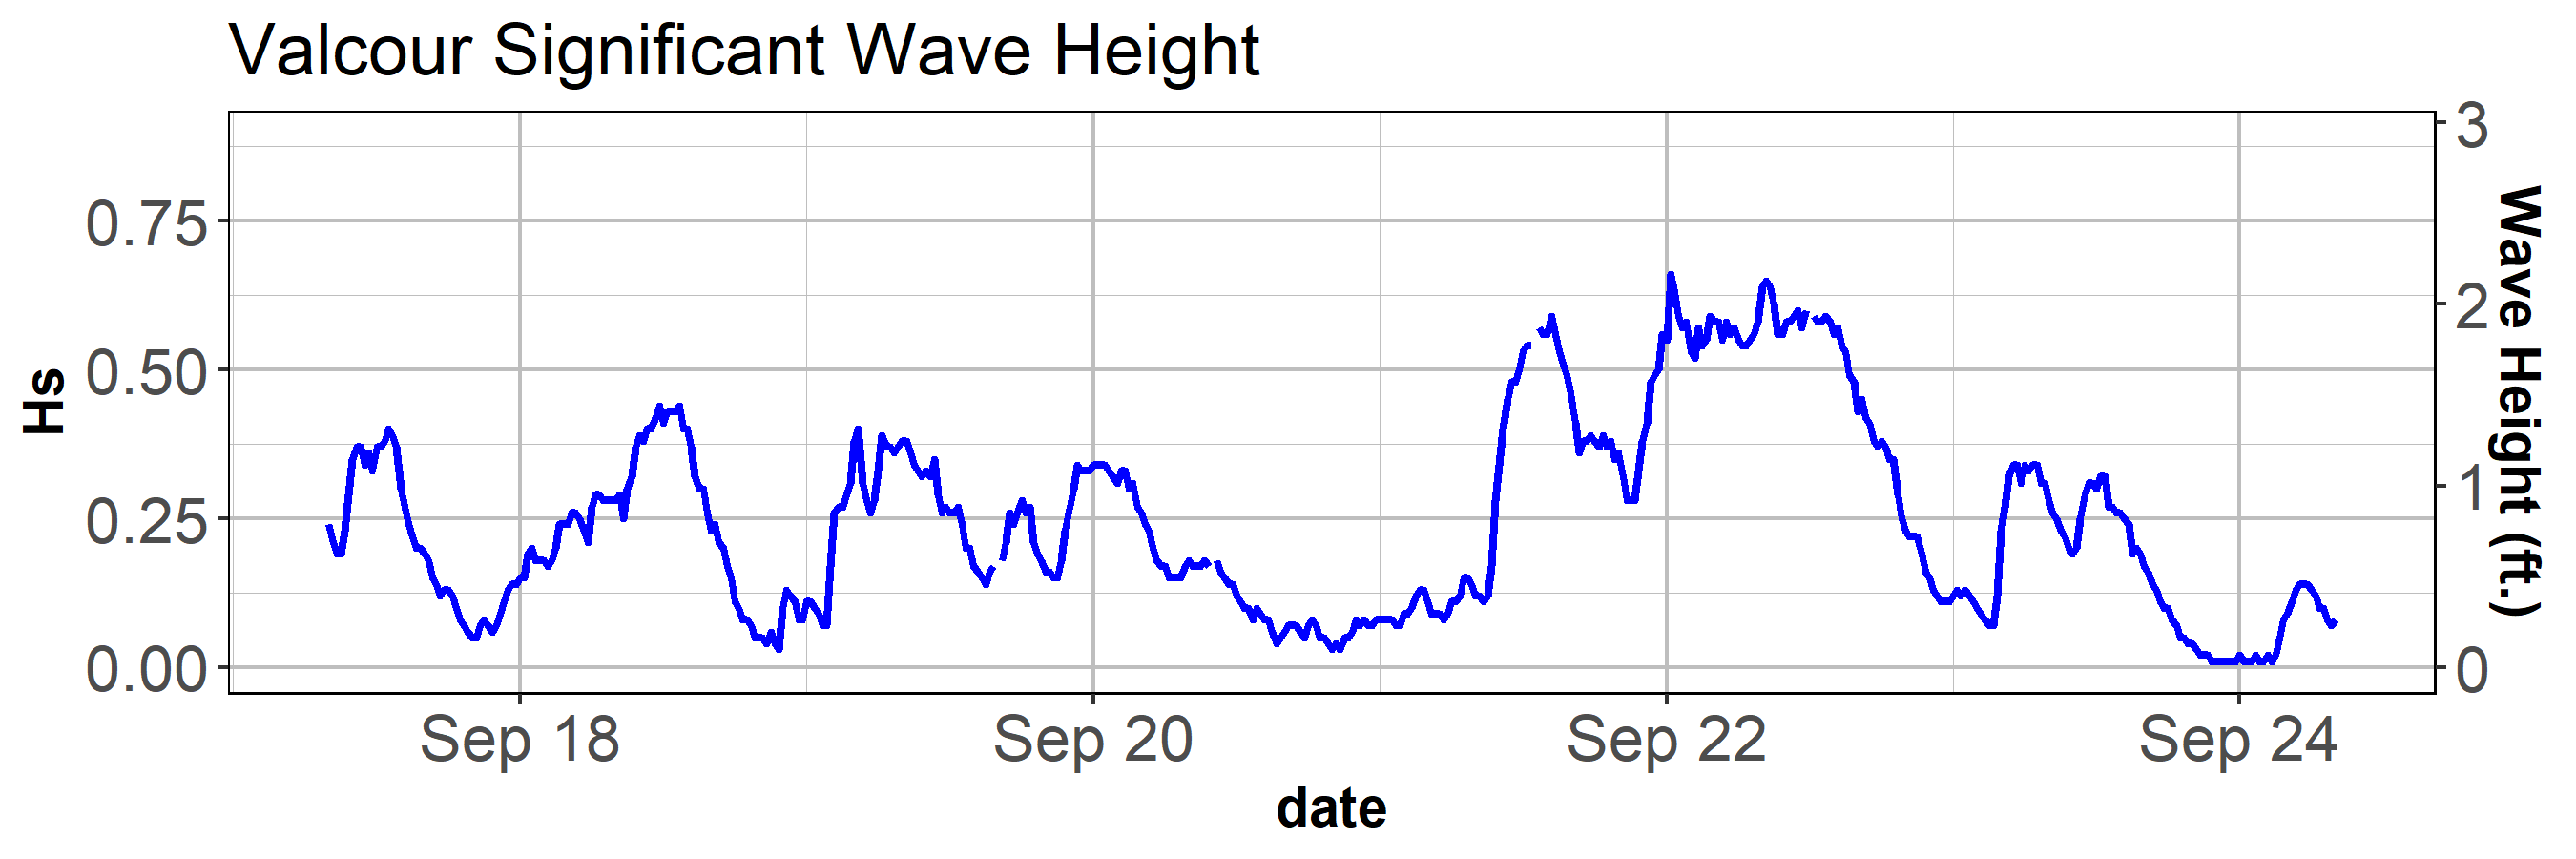 Valcour Significant Wave Height
Hs
0.75
0.50
0.25
0.00
3
2
1
0
Wave Height (ft.)
Sep 18
Sep 20
Sep 22
Sep 24
date